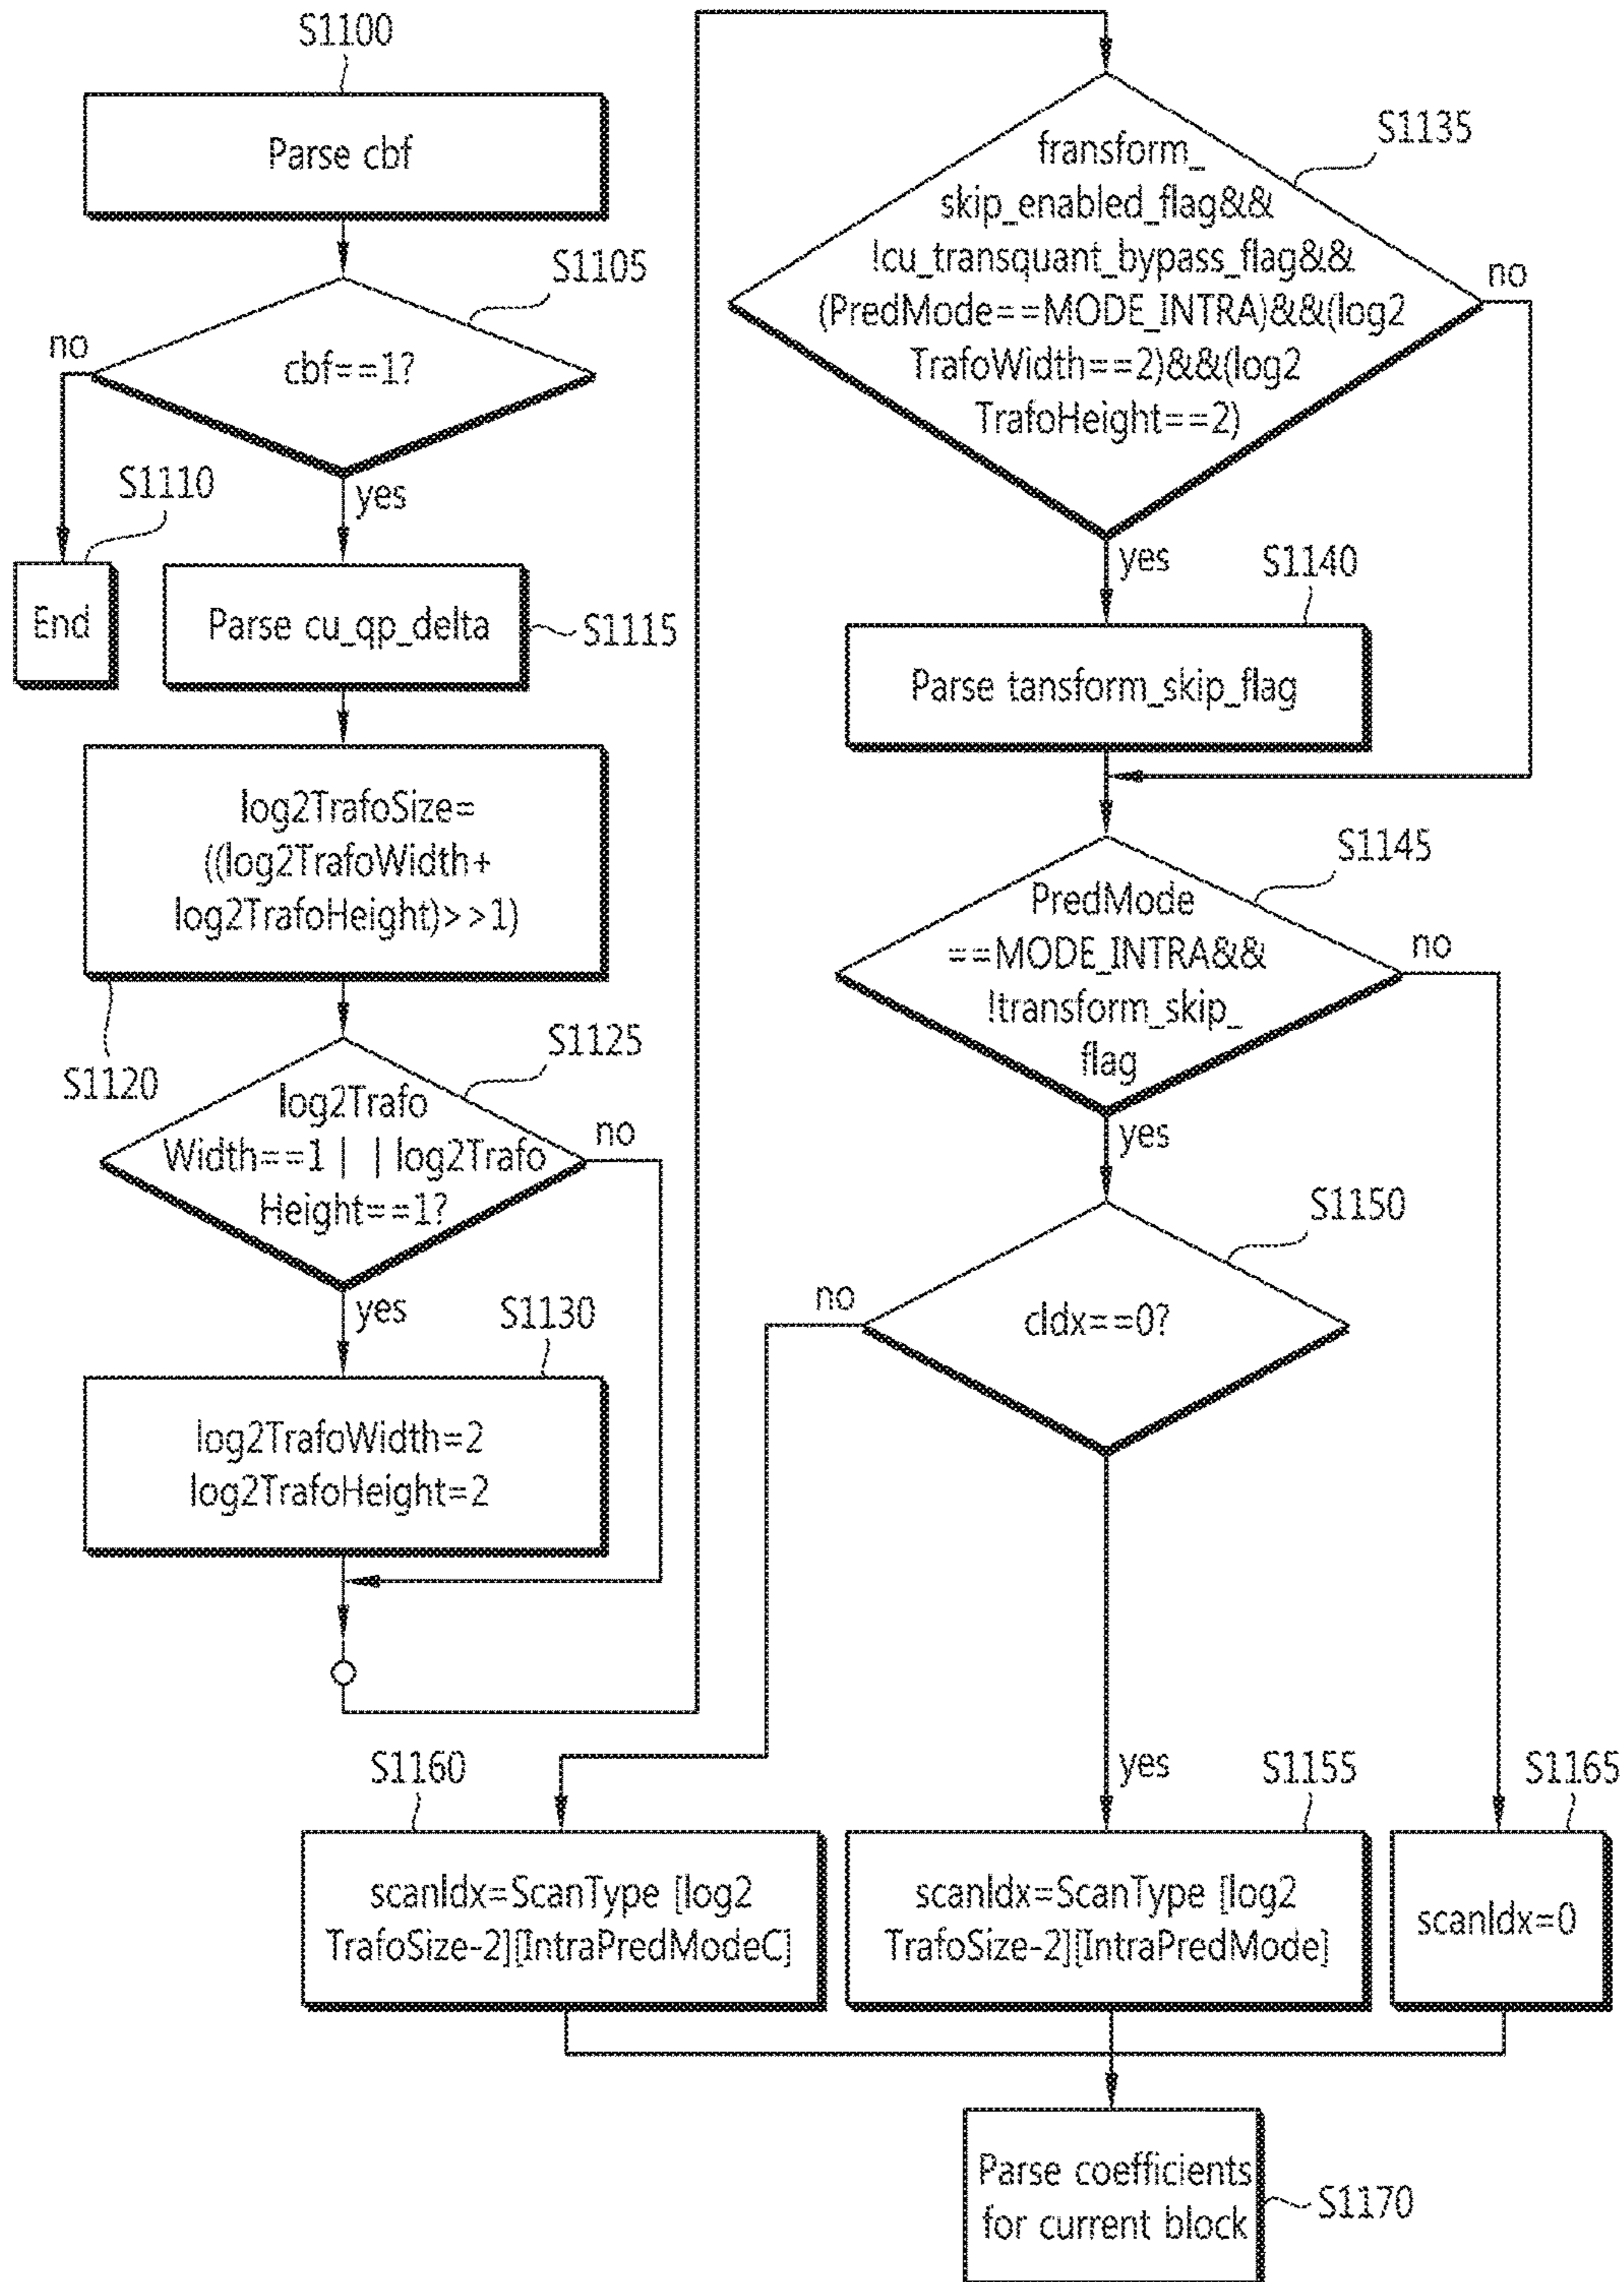 S1100
Parse cbf
S1105
no
cbf==1?
S1110
yes
End
Parse cu_qp_delta
S1115
log2TrafoSize=
((log2TrafoWidth+
log2TrafoHeight)>>1)
S1120
S1125
log2Trafo
Width==1 | | log2Trafo
Height==1?
no
yes
S1130
log2TrafoWidth=2
log2TrafoHeight=2
S1135
fransform_
skip_enabled_flag&&
!cu_transquant_bypass_flag&&
(PredMode==MODE_INTRA)&&(log2
TrafoWidth==2)&&(log2
TrafoHeight==2)
no
yes
S1140
Parse tansform_skip_flag
S1145
PredMode
==MODE_INTRA&&
!transform_skip_
flag
no
yes
S1150
no
cIdx==0?
yes
S1160
scanIdx=ScanType [log2
TrafoSize-2][IntraPredModeC]
S1155
scanIdx=ScanType [log2
TrafoSize-2][IntraPredMode]
S1165
scanIdx=0
Parse coefficients
for current block
S1170